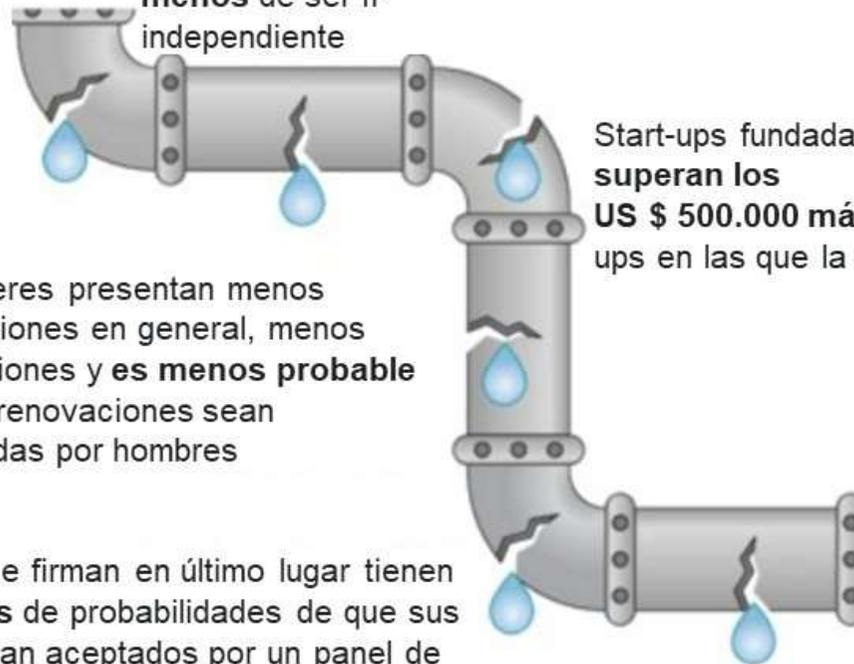 menos de ser
independiente
Start-ups fundada
superan los
US $ 500.000 má
ups en las que la
eres presentan menos
iones en general, menos
iones y es menos probable
renovaciones sean
das por hombres
e firman en último lugar tienen
s de probabilidades de que sus
an aceptados por un panel de